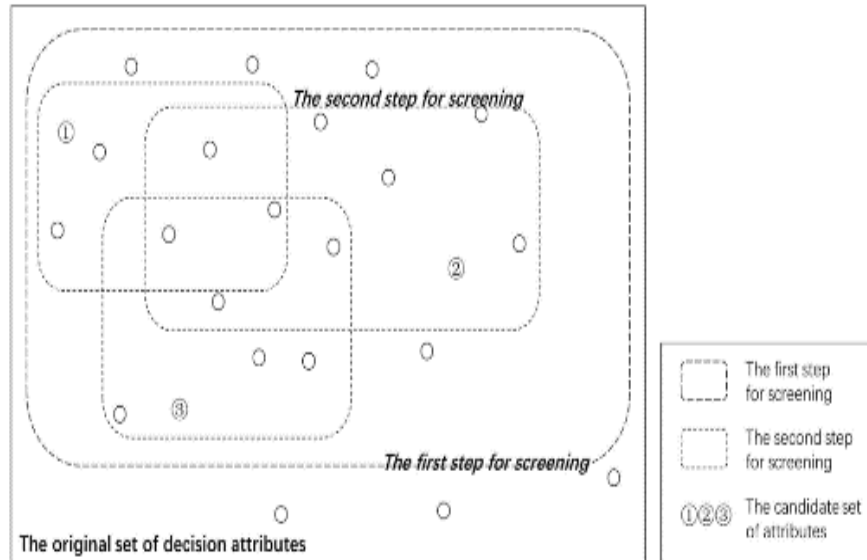 The second step for screening
①
②
③
The first step for screening
The original set of decision attributes
The first step
for screening
The second step
for screening
①②③ The candidate set
of attributes